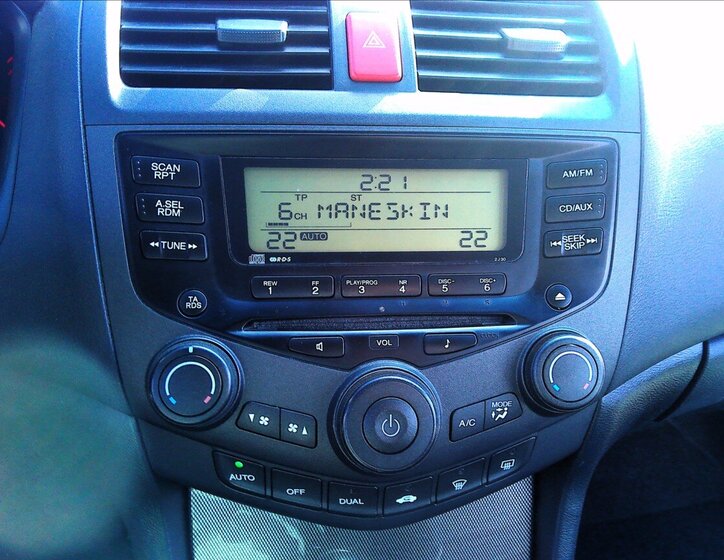 SCAN
RPT
A.SEL
RDM
TUNE
TA
RDS
2:21
TP
ST
6CH MANESKIN
22 AUTO 22
R·D·S
AM/FM
CD/AUX
SEEK
SKIP
REW
1
FF
2
PLAY/PROG
3
NR
4
DISC-
5
DISC+
6
VOL
A/C
MODE
AUTO
OFF
DUAL